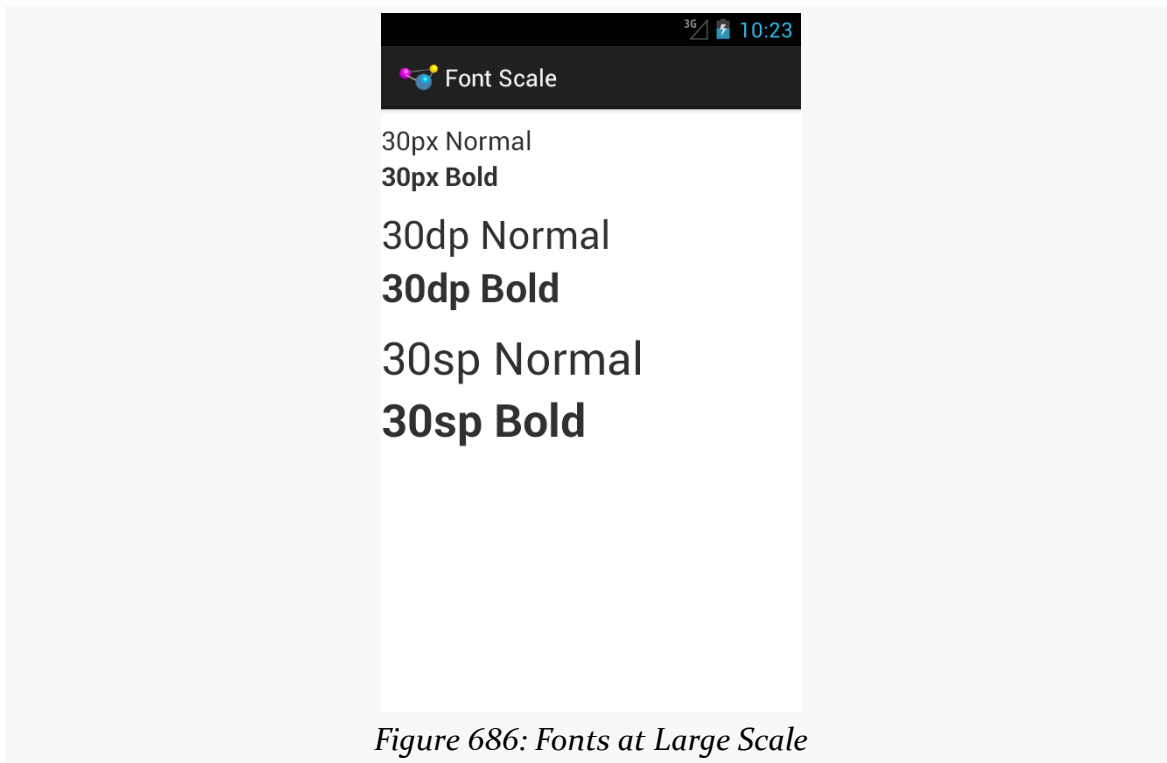 3G 10:23
Font Scale
30px Normal
30px Bold
30dp Normal
30dp Bold
30sp Normal
30sp Bold
Figure 686: Fonts at Large Scale